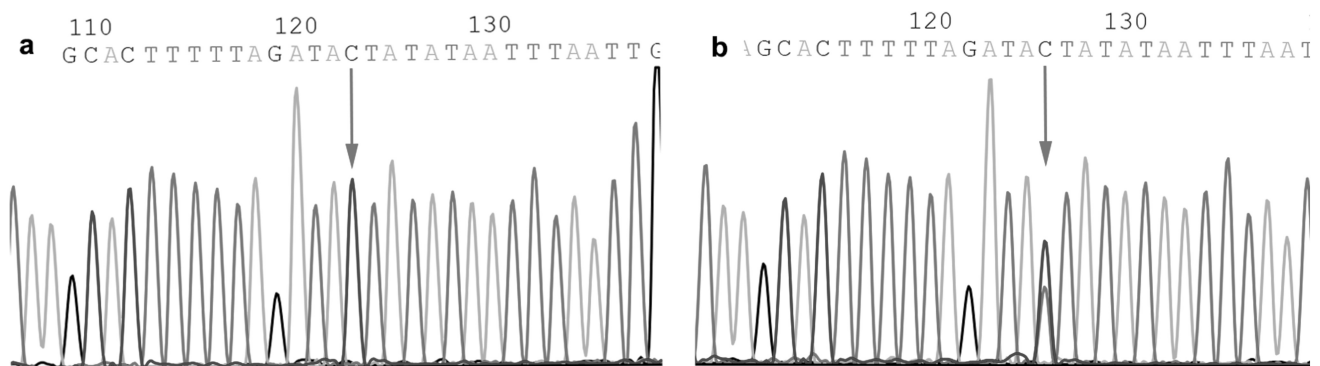 110 120 130
a GCACTTTTTAGATACTATATAATTTAATTG
120 130
b AGCACTTTTTAGATACTATATAATTTAAT